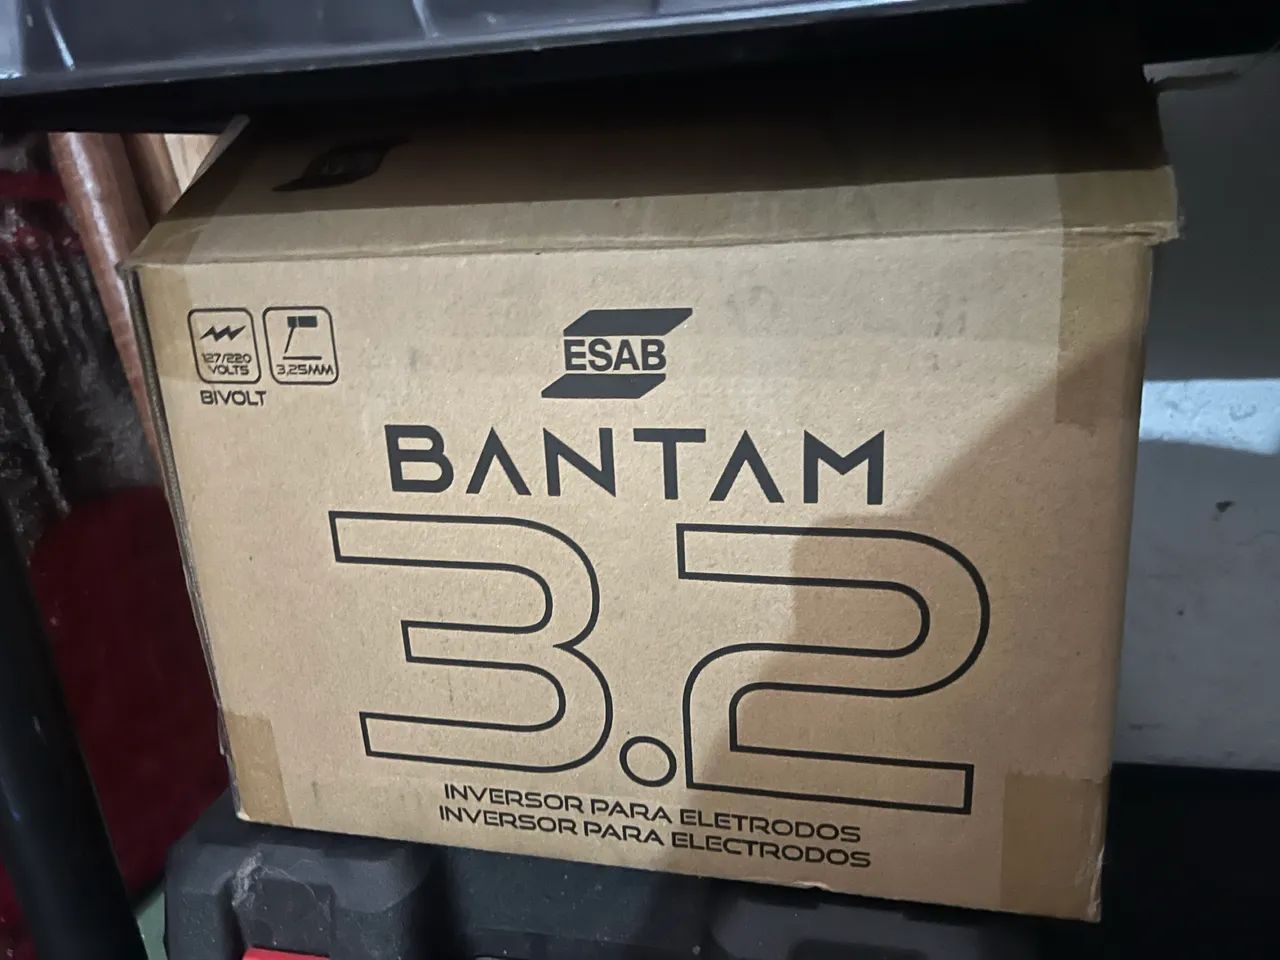 127/220
VOLTS
3,25MM
BIVOLT
ESAB
BANTAM
3.2
INVERSOR PARA ELETRODOS
INVERSOR PARA ELECTRODOS